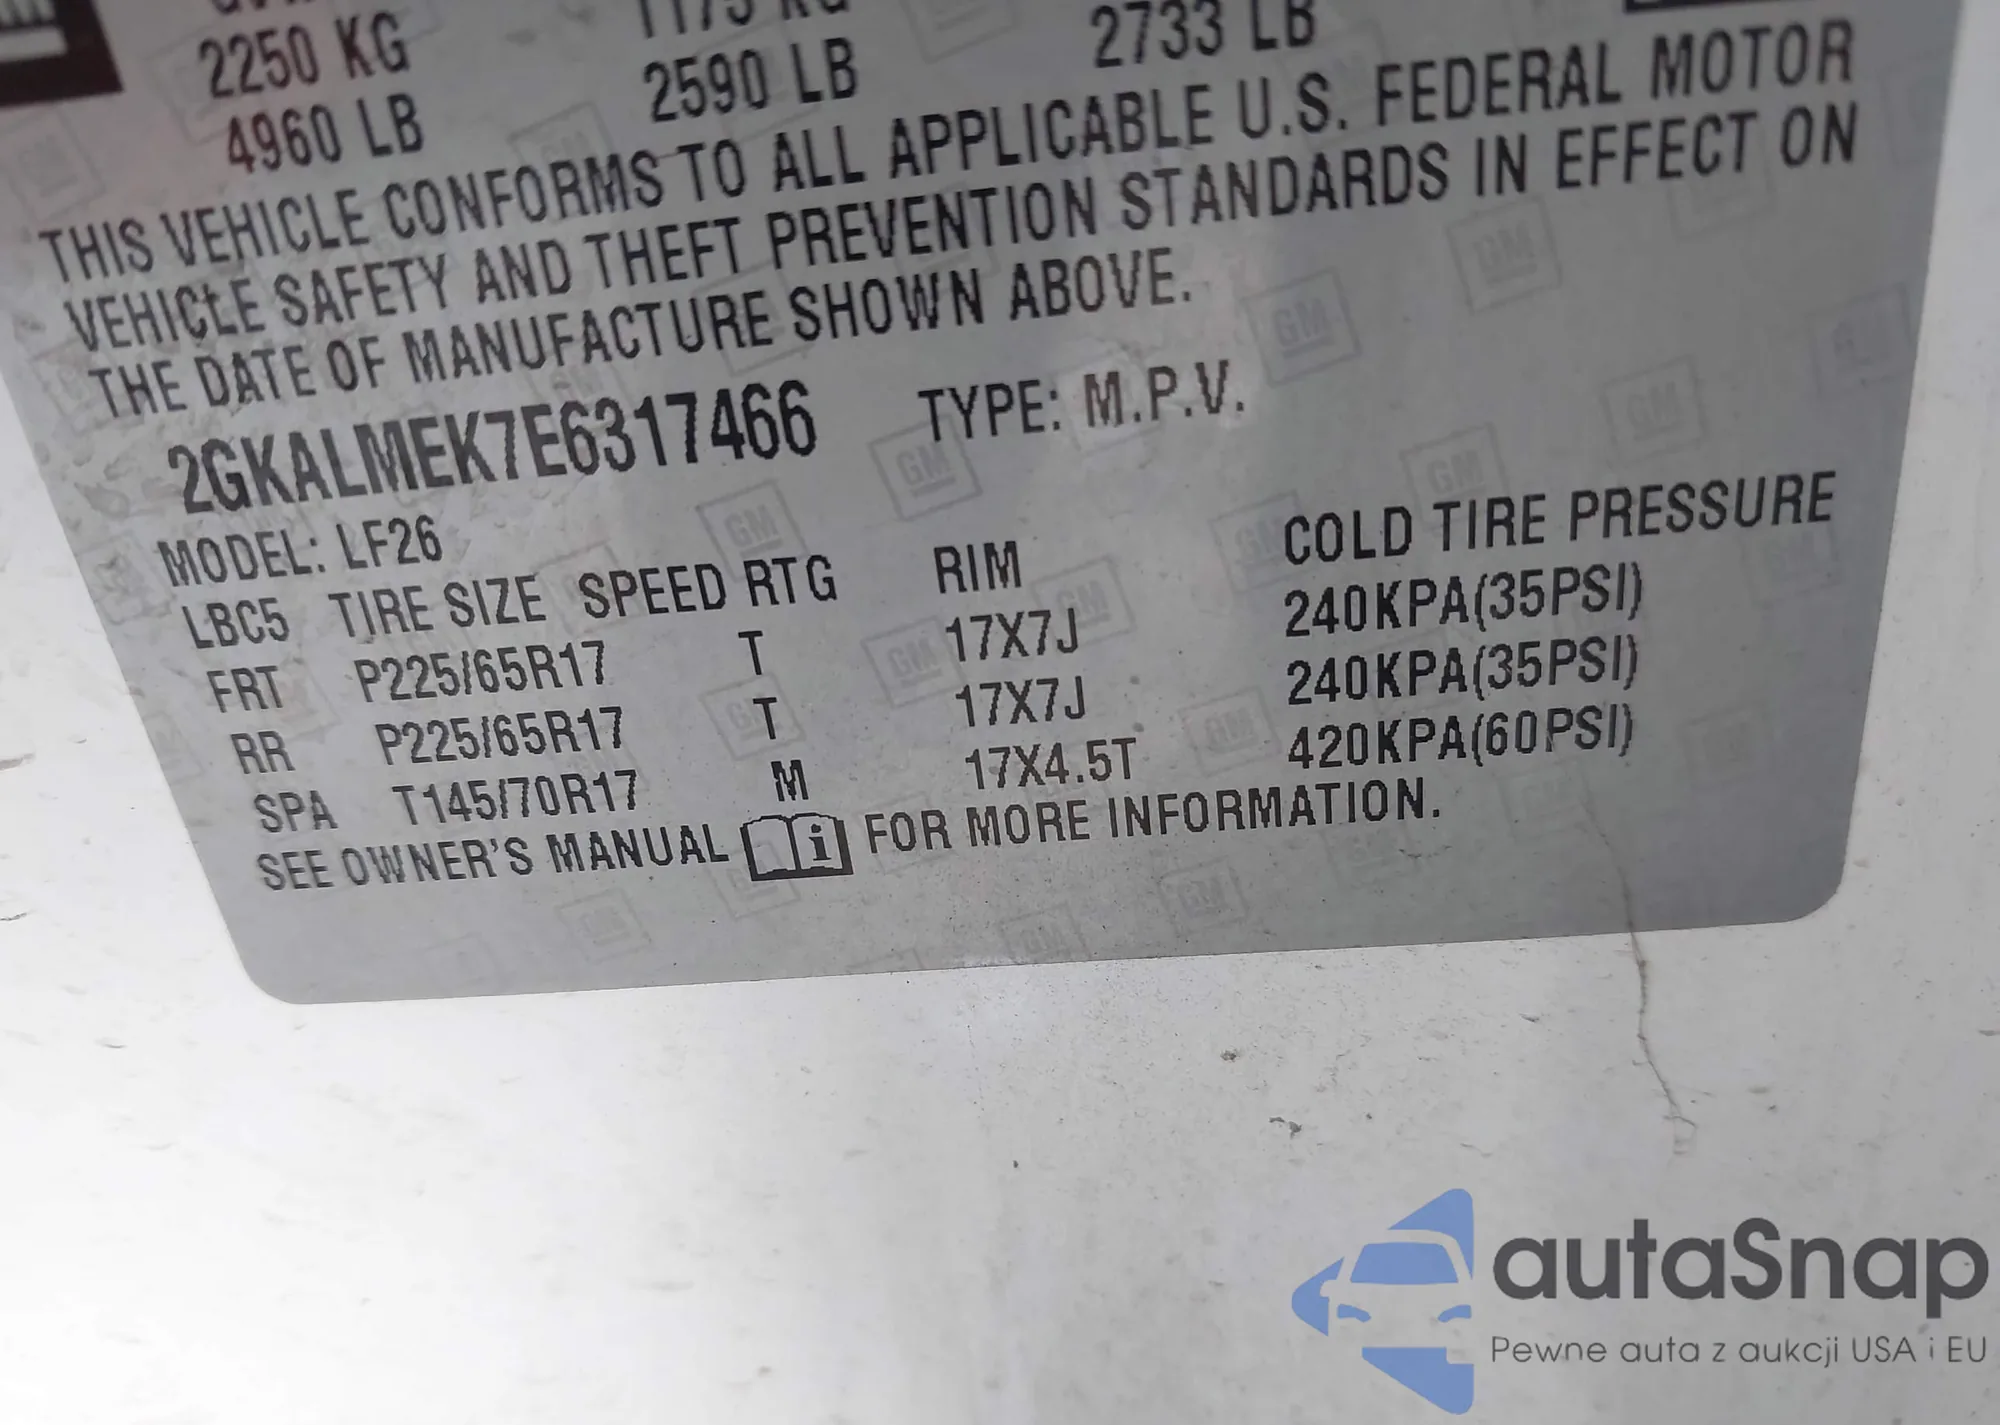 2250 KG 2590 LB 2733 LB
4960 LB
THIS VEHICLE CONFORMS TO ALL APPLICABLE U.S. FEDERAL MOTOR
VEHICLE SAFETY AND THEFT PREVENTION STANDARDS IN EFFECT ON
THE DATE OF MANUFACTURE SHOWN ABOVE.
2GKALMEK7E6317466 TYPE: M.P.V.
MODEL: LF26
LBC5 TIRE SIZE SPEED RTG RIM COLD TIRE PRESSURE
FRT P225/65R17 T 17X7J 240KPA(35PSI)
RR P225/65R17 T 17X7J 240KPA(35PSI)
SPA T145/70R17 M 17X4.5T 420KPA(60PSI)
SEE OWNER'S MANUAL i FOR MORE INFORMATION.
autaSnap
Pewne auta z aukcji USA i EU